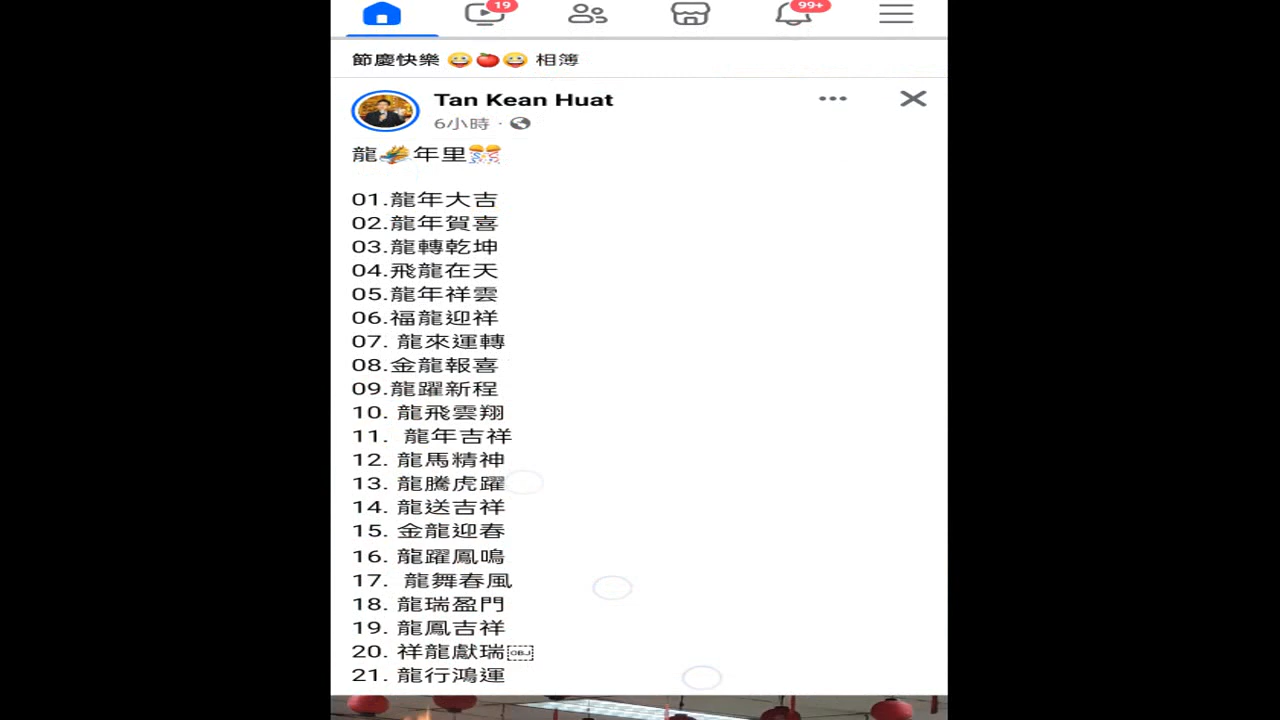 19
99+
節慶快樂 😄🍎😄 相簿
Tan Kean Huat
6小時 ·
龍🐉年里🎊
01.龍年大吉
02.龍年賀喜
03.龍轉乾坤
04.飛龍在天
05.龍年祥雲
06.福龍迎祥
07. 龍來運轉
08.金龍報喜
09.龍躍新程
10. 龍飛雲翔
11. 龍年吉祥
12. 龍馬精神
13. 龍騰虎躍
14. 龍送吉祥
15. 金龍迎春
16. 龍躍鳳鳴
17. 龍舞春風
18. 龍瑞盈門
19. 龍鳳吉祥
20. 祥龍獻瑞￼
21. 龍行鴻運